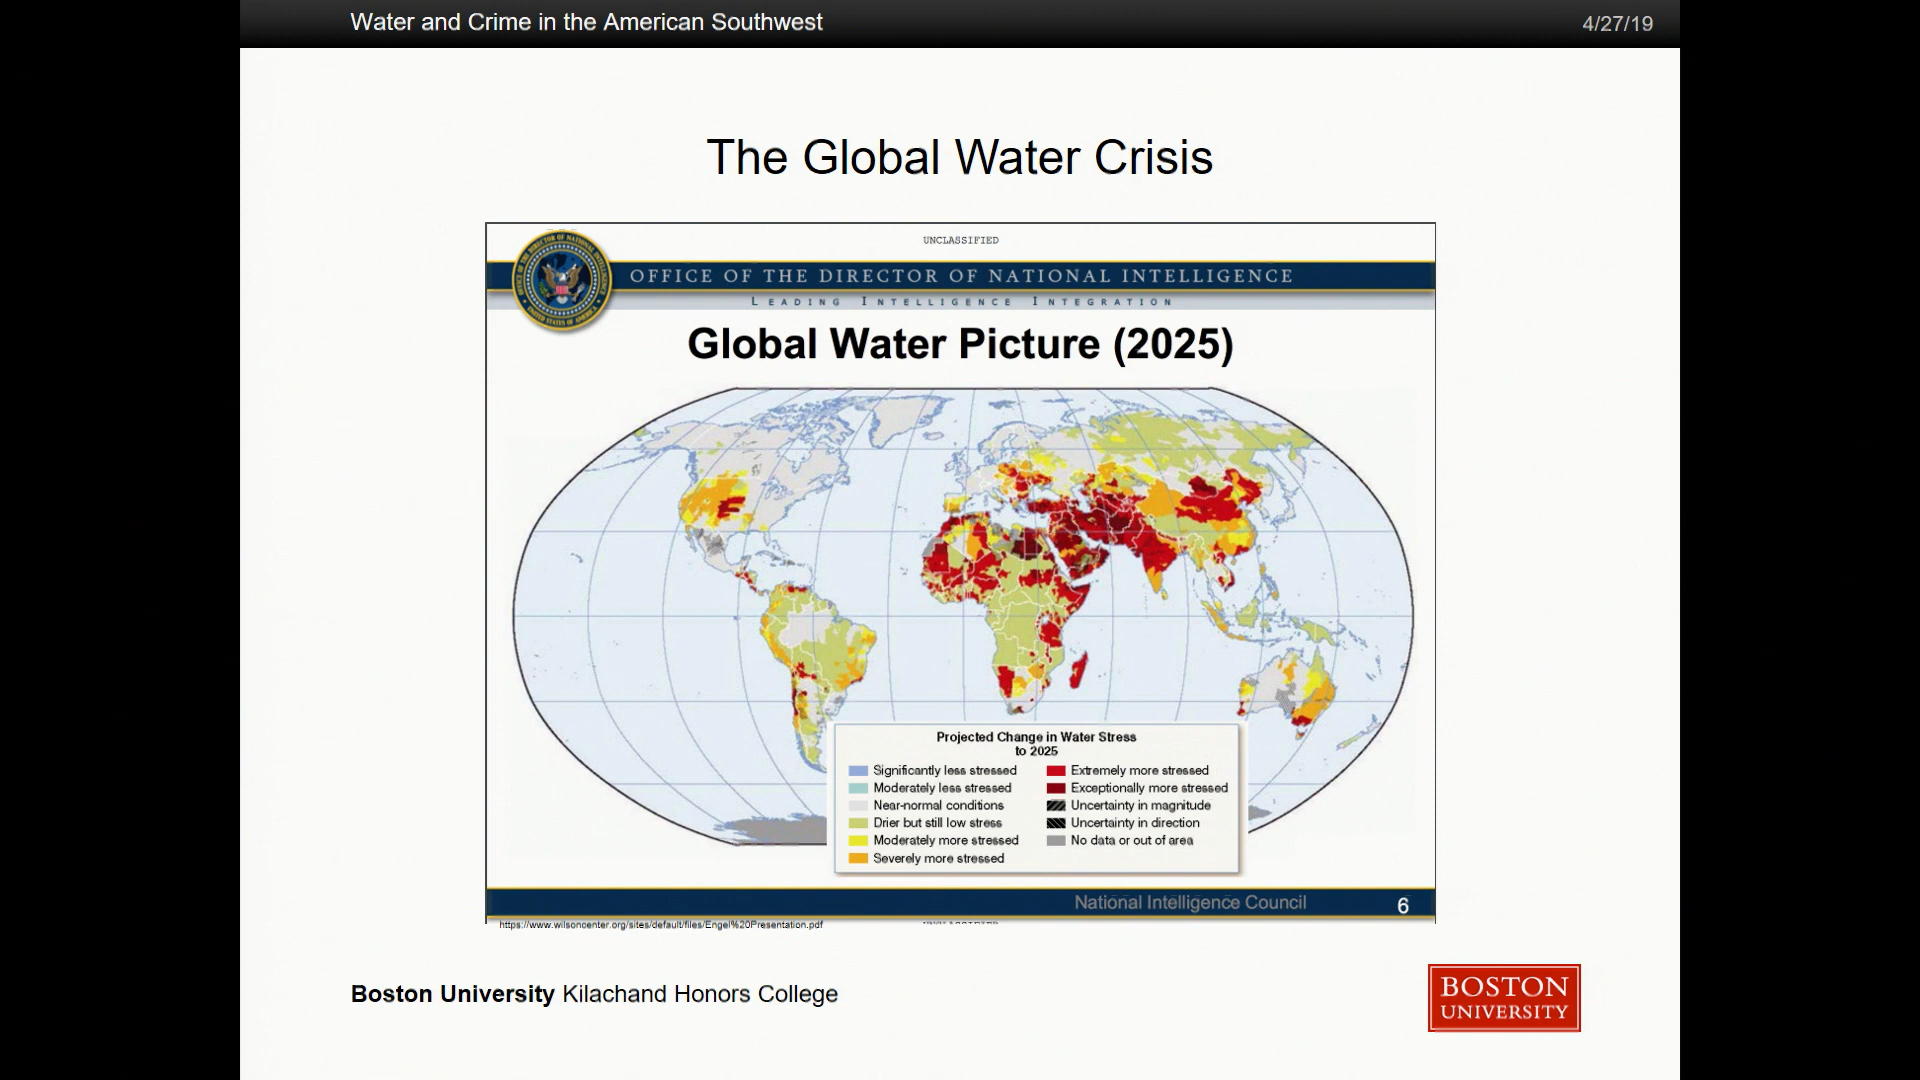 Water and Crime in the American Southwest
4/27/19
The Global Water Crisis
UNCLASSIFIED
OFFICE OF THE DIRECTOR OF NATIONAL INTELLIGENCE
LEADING INTELLIGENCE INTEGRATION
Global Water Picture (2025)
Projected Change in Water Stress
to 2025
Significantly less stressed
Moderately less stressed
Near-normal conditions
Drier but still low stress
Moderately more stressed
Severely more stressed
Extremely more stressed
Exceptionally more stressed
Uncertainty in magnitude
Uncertainty in direction
No data or out of area
National Intelligence Council
6
https://www.wilsoncenter.org/sites/default/files/Engel%20Presentation.pdf
Boston University Kilachand Honors College
BOSTON
UNIVERSITY